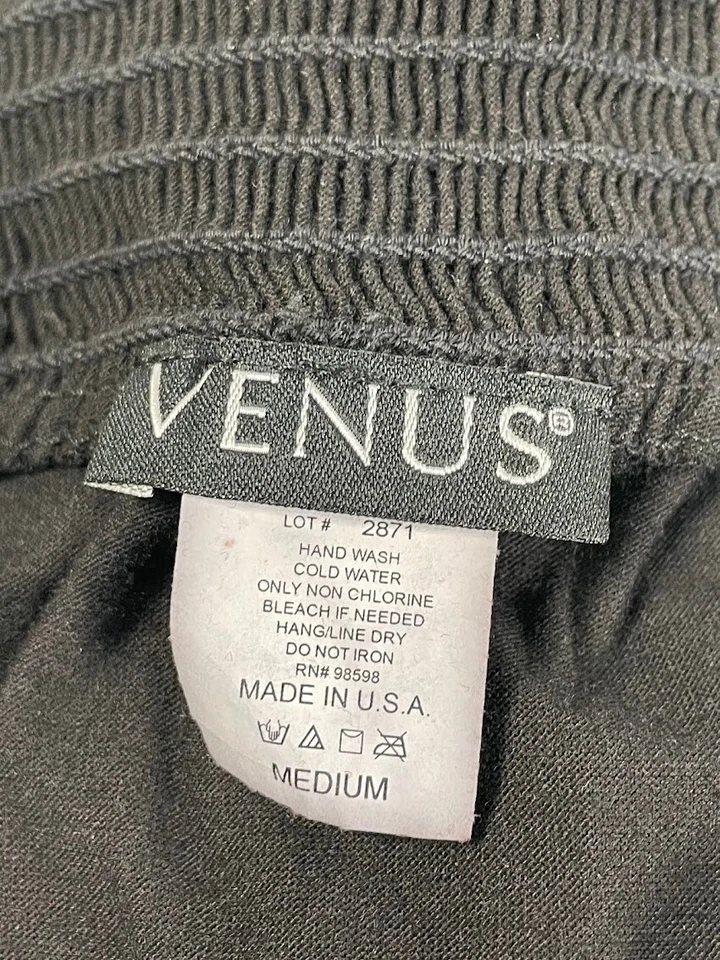 VENUS®
LOT # 2871
HAND WASH
COLD WATER
ONLY NON CHLORINE
BLEACH IF NEEDED
HANG/LINE DRY
DO NOT IRON
RN# 98598
MADE IN U.S.A.
MEDIUM